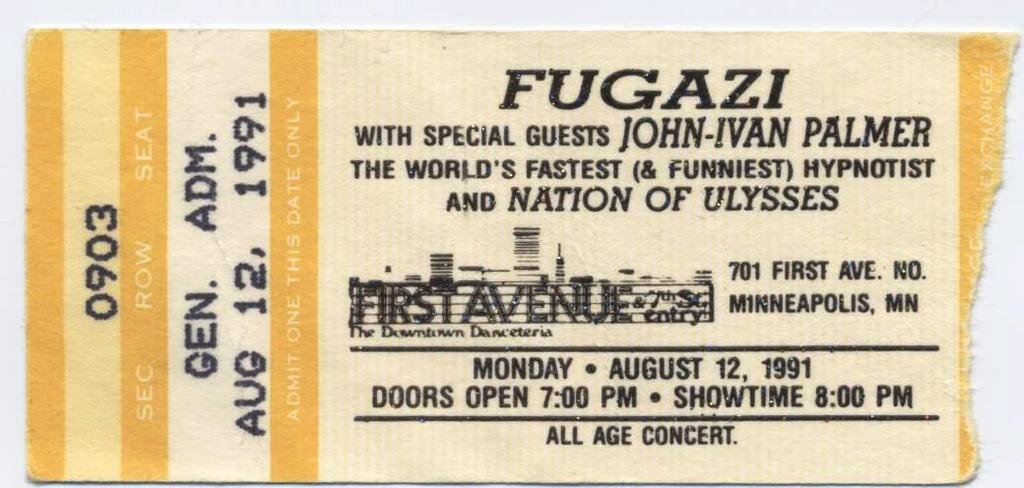 0903
SEC. ROW SEAT
GEN. ADM.
AUG 12, 1991
ADMIT ONE THIS DATE ONLY
FUGAZI
WITH SPECIAL GUESTS JOHN-IVAN PALMER
THE WORLD'S FASTEST (& FUNNIEST) HYPNOTIST
AND NATION OF ULYSSES
FIRST AVENUE & 7th St. entry
The Downtown Danceteria
701 FIRST AVE. NO.
MINNEAPOLIS, MN
MONDAY • AUGUST 12, 1991
DOORS OPEN 7:00 PM • SHOWTIME 8:00 PM
ALL AGE CONCERT.
EXCHANGE